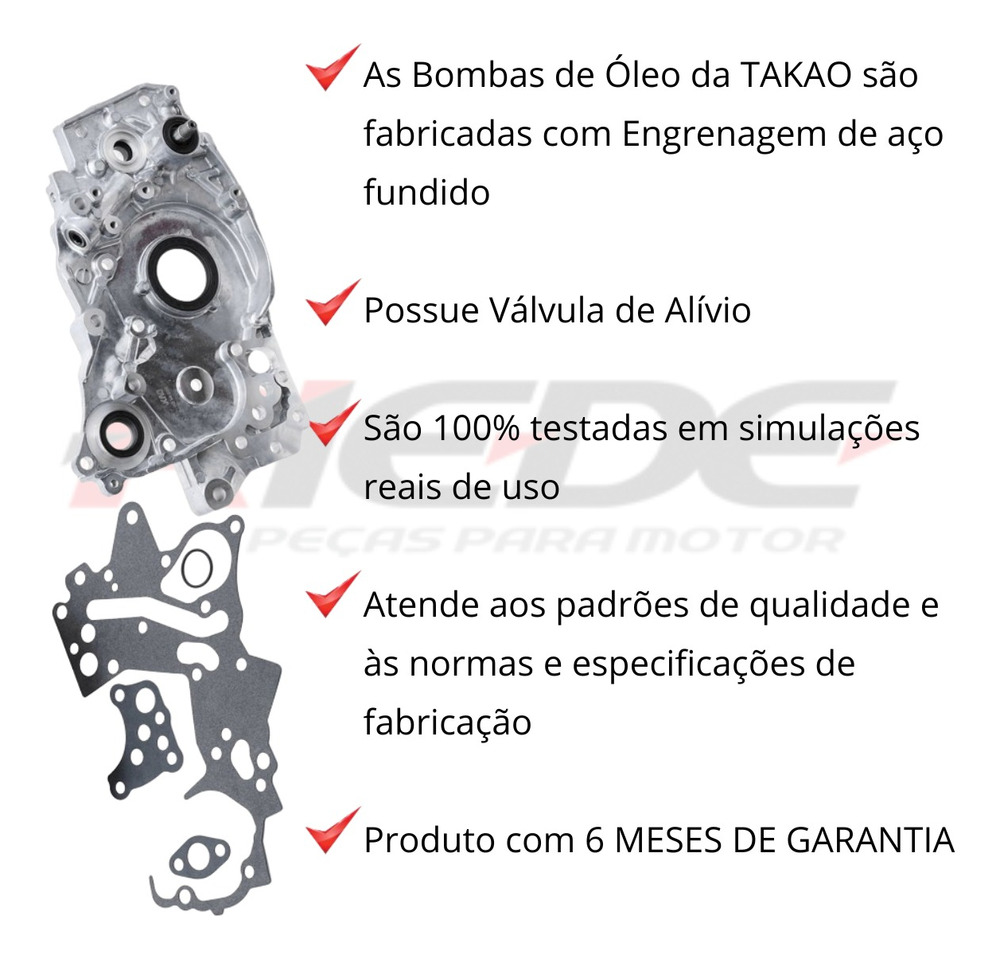 As Bombas de Óleo da TAKAO são
fabricadas com Engrenagem de aço
fundido
Possue Válvula de Alívio
São 100% testadas em simulações
reais de uso
Atende aos padrões de qualidade e
às normas e especificações de
fabricação
Produto com 6 MESES DE GARANTIA
PEÇAS PARA MOTOR